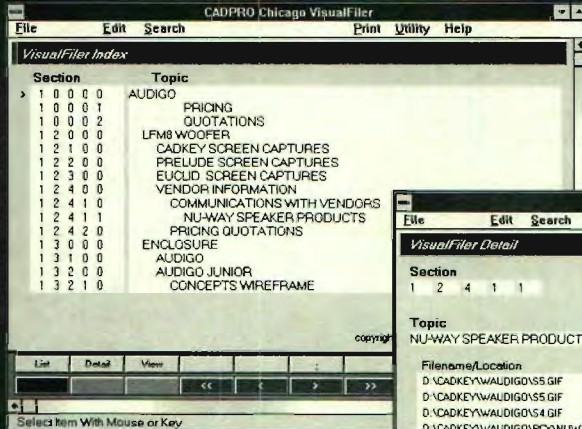 CADPRO Chicago VisualFiler
File Edit Search Print Utility Help
VisualFiler Index
Section Topic
> 1 0 0 0 0 AUDIGO
1 0 0 0 1 PRICING
1 0 0 0 2 QUOTATIONS
1 2 0 0 0 LFM8 WOOFER
1 2 1 0 0 CADKEY SCREEN CAPTURES
1 2 2 0 0 PRELUDE SCREEN CAPTURES
1 2 3 0 0 EUCLID SCREEN CAPTURES
1 2 4 0 0 VENDOR INFORMATION
1 2 4 1 0 COMMUNICATIONS WITH VENDORS
1 2 4 1 1 NU-WAY SPEAKER PRODUCTS
1 2 4 2 0 PRICING QUOTATIONS
1 3 0 0 0 ENCLOSURE
1 3 1 0 0 AUDIGO
1 3 2 0 0 AUDIGO JUNIOR
1 3 2 1 0 CONCEPTS WIREFRAME
copyrigh
List Detail View
<< < > >>
Select Item With Mouse or Key
File Edit Search
VisualFiler Detail
Section
1 2 4 1 1
Topic
NU-WAY SPEAKER PRODUCT
Filename/Location
D:\CADKEY\WAUDIGO\S5.GIF
D:\CADKEY\WAUDIGO\S5.GIF
D:\CADKEY\WAUDIGO\S4.GIF